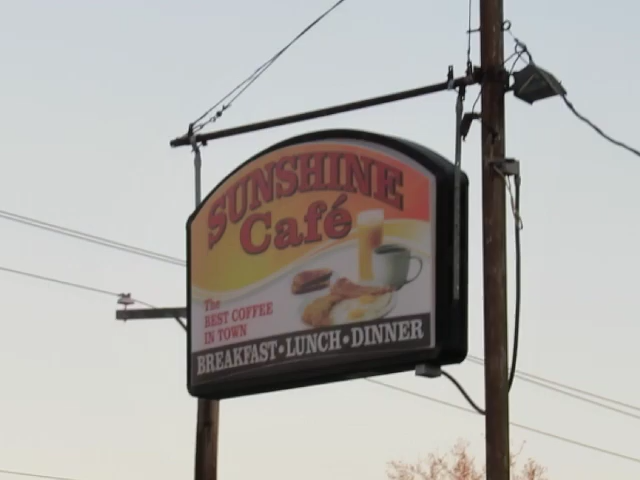 SUNSHINE
Café
The
BEST COFFEE
IN TOWN
BREAKFAST•LUNCH•DINNER